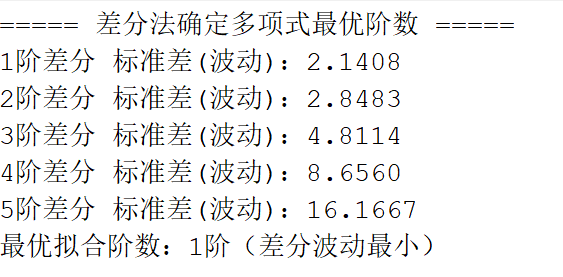 ===== 差分法确定多项式最优阶数 =====
1阶差分 标准差(波动)：2.1408
2阶差分 标准差(波动)：2.8483
3阶差分 标准差(波动)：4.8114
4阶差分 标准差(波动)：8.6560
5阶差分 标准差(波动)：16.1667
最优拟合阶数：1阶（差分波动最小）